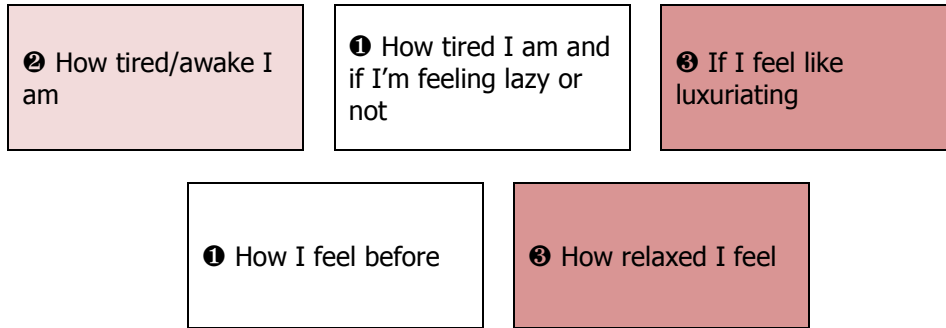 ❷ How tired/awake I
am
❶ How tired I am and
if I’m feeling lazy or
not
❸ If I feel like
luxuriating
❶ How I feel before
❸ How relaxed I feel